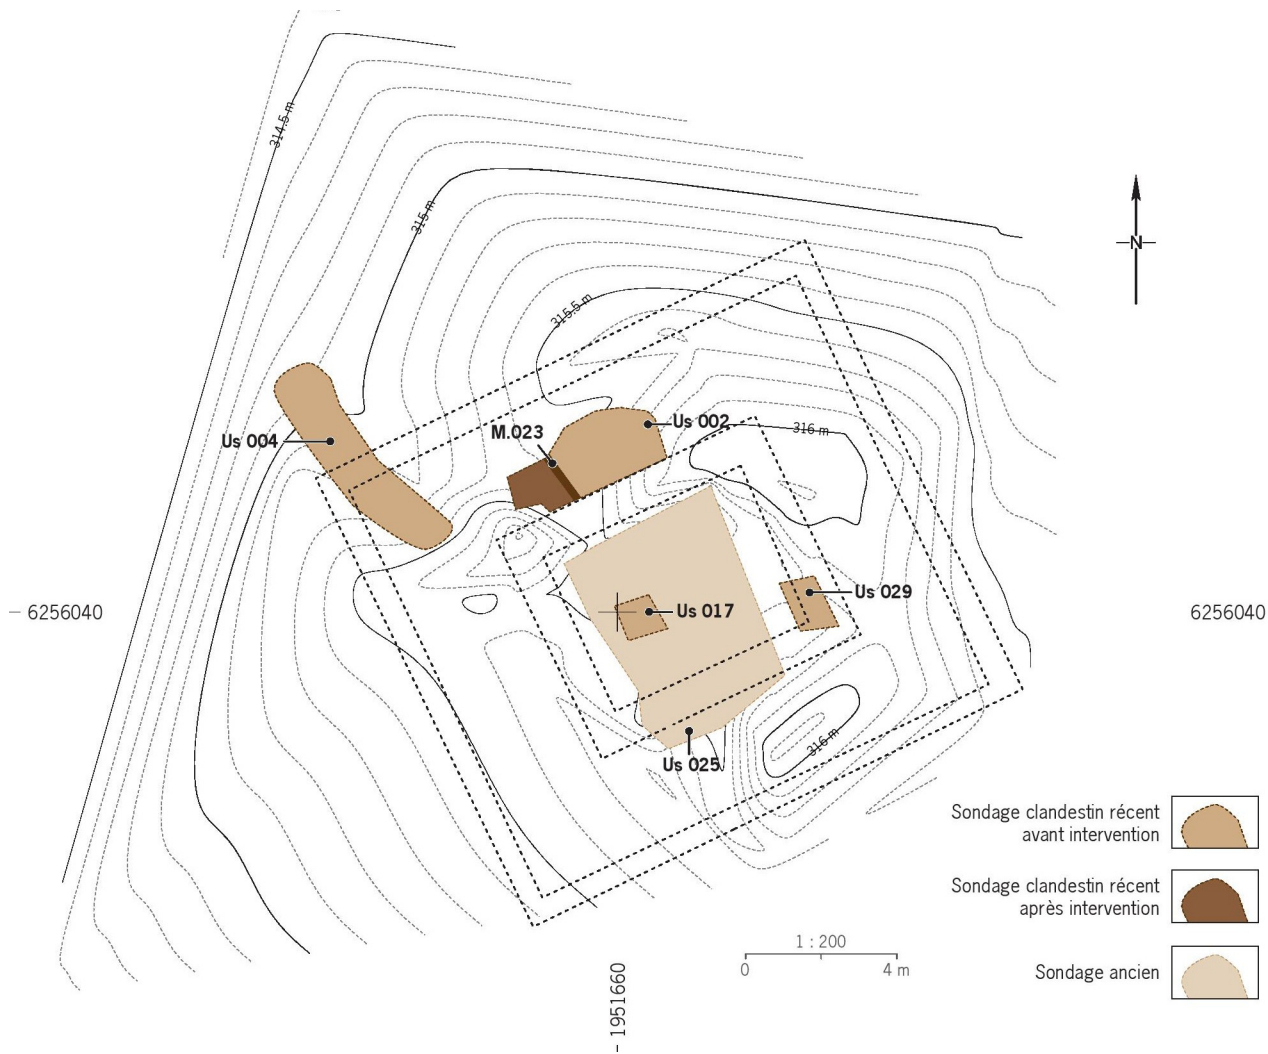 314.5 m
315 m
315.5 m
N
Us 002
M.023
316 m
Us 004
Us 029
6256040
Us 017
6256040
316 m
Us 025
Sondage clandestin récent
avant intervention
Sondage clandestin récent
après intervention
1 : 200
0
4 m
Sondage ancien
1951660